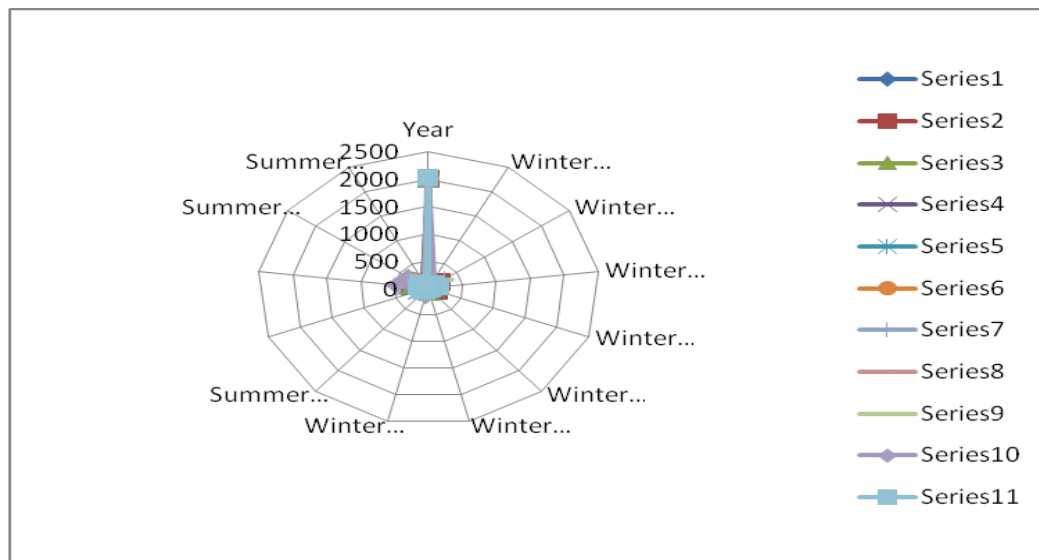 Year
Winter...
Winter...
Winter...
Winter...
Winter...
Winter...
Winter...
Summer...
Summer...
Summer...
2500
2000
1500
1000
500
0
Series1
Series2
Series3
Series4
Series5
Series6
Series7
Series8
Series9
Series10
Series11